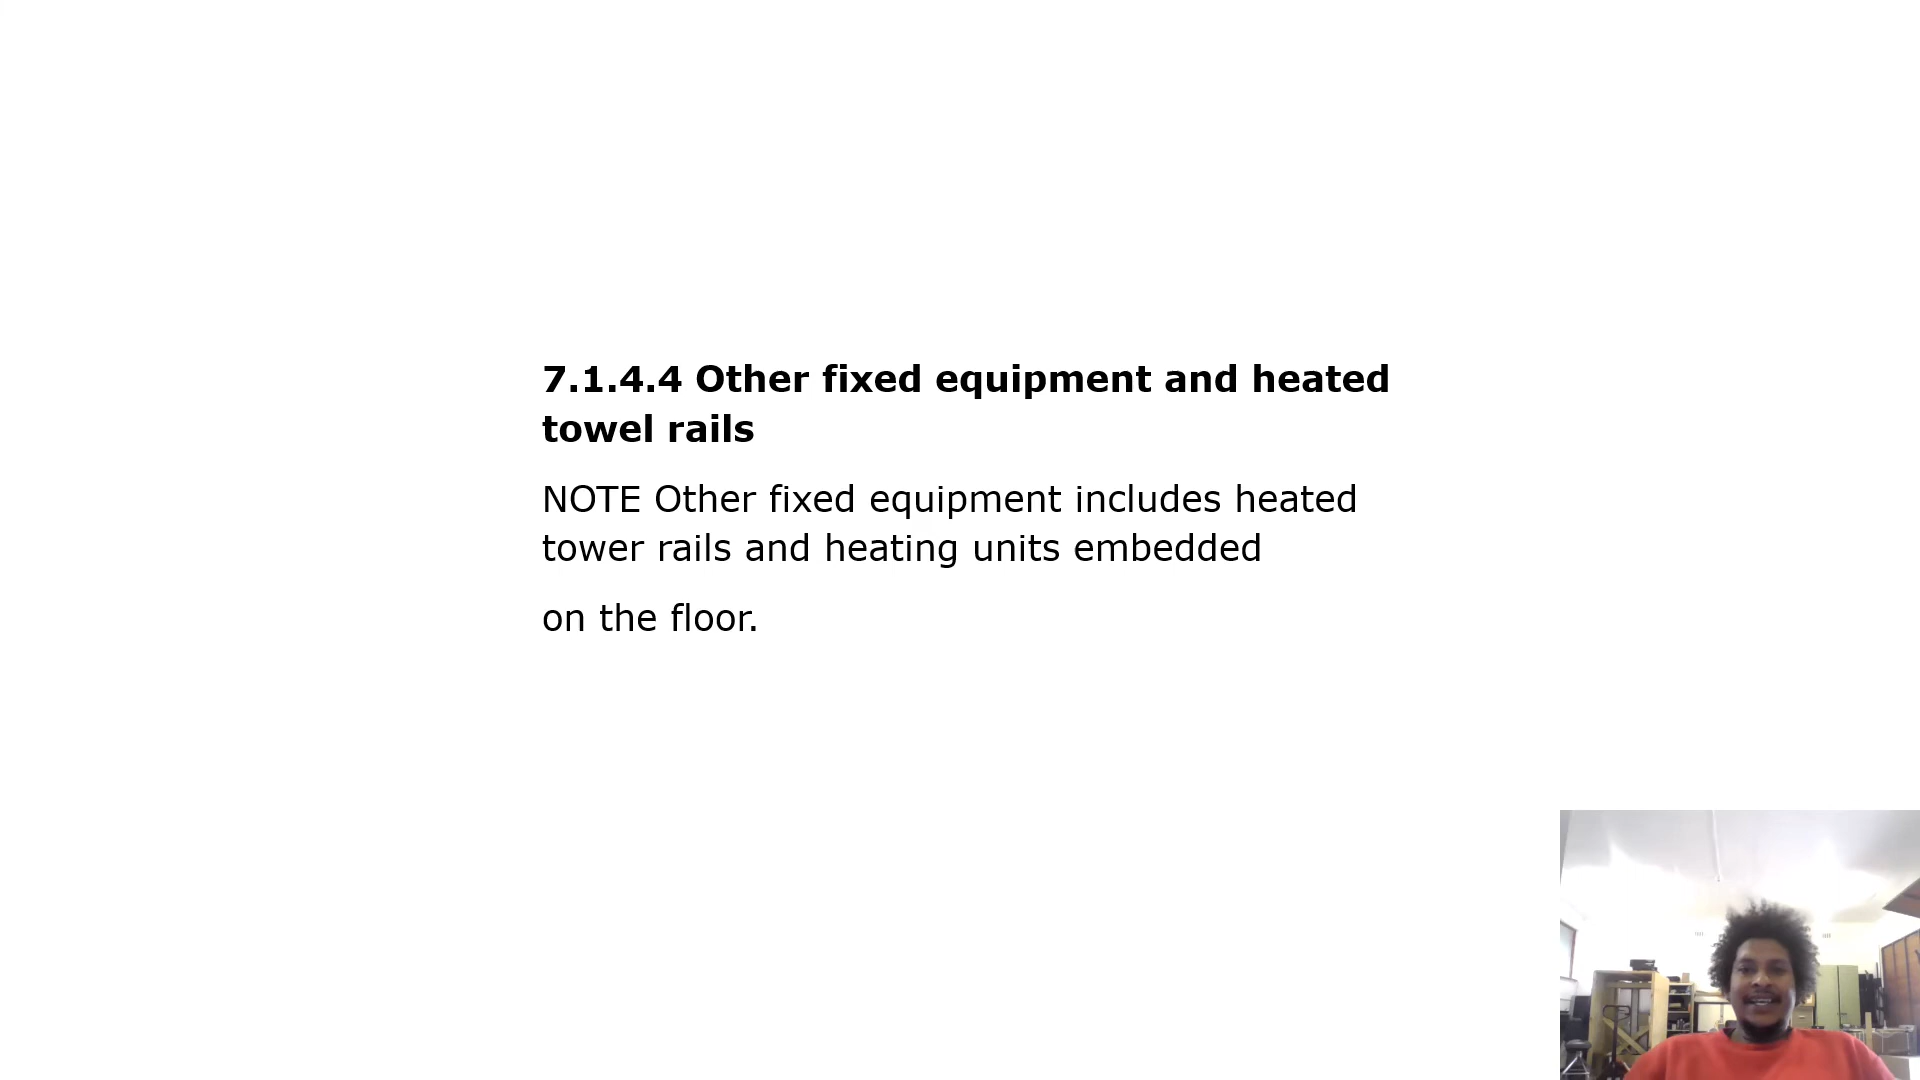 7.1.4.4 Other fixed equipment and heated
towel rails
NOTE Other fixed equipment includes heated
tower rails and heating units embedded
on the floor.